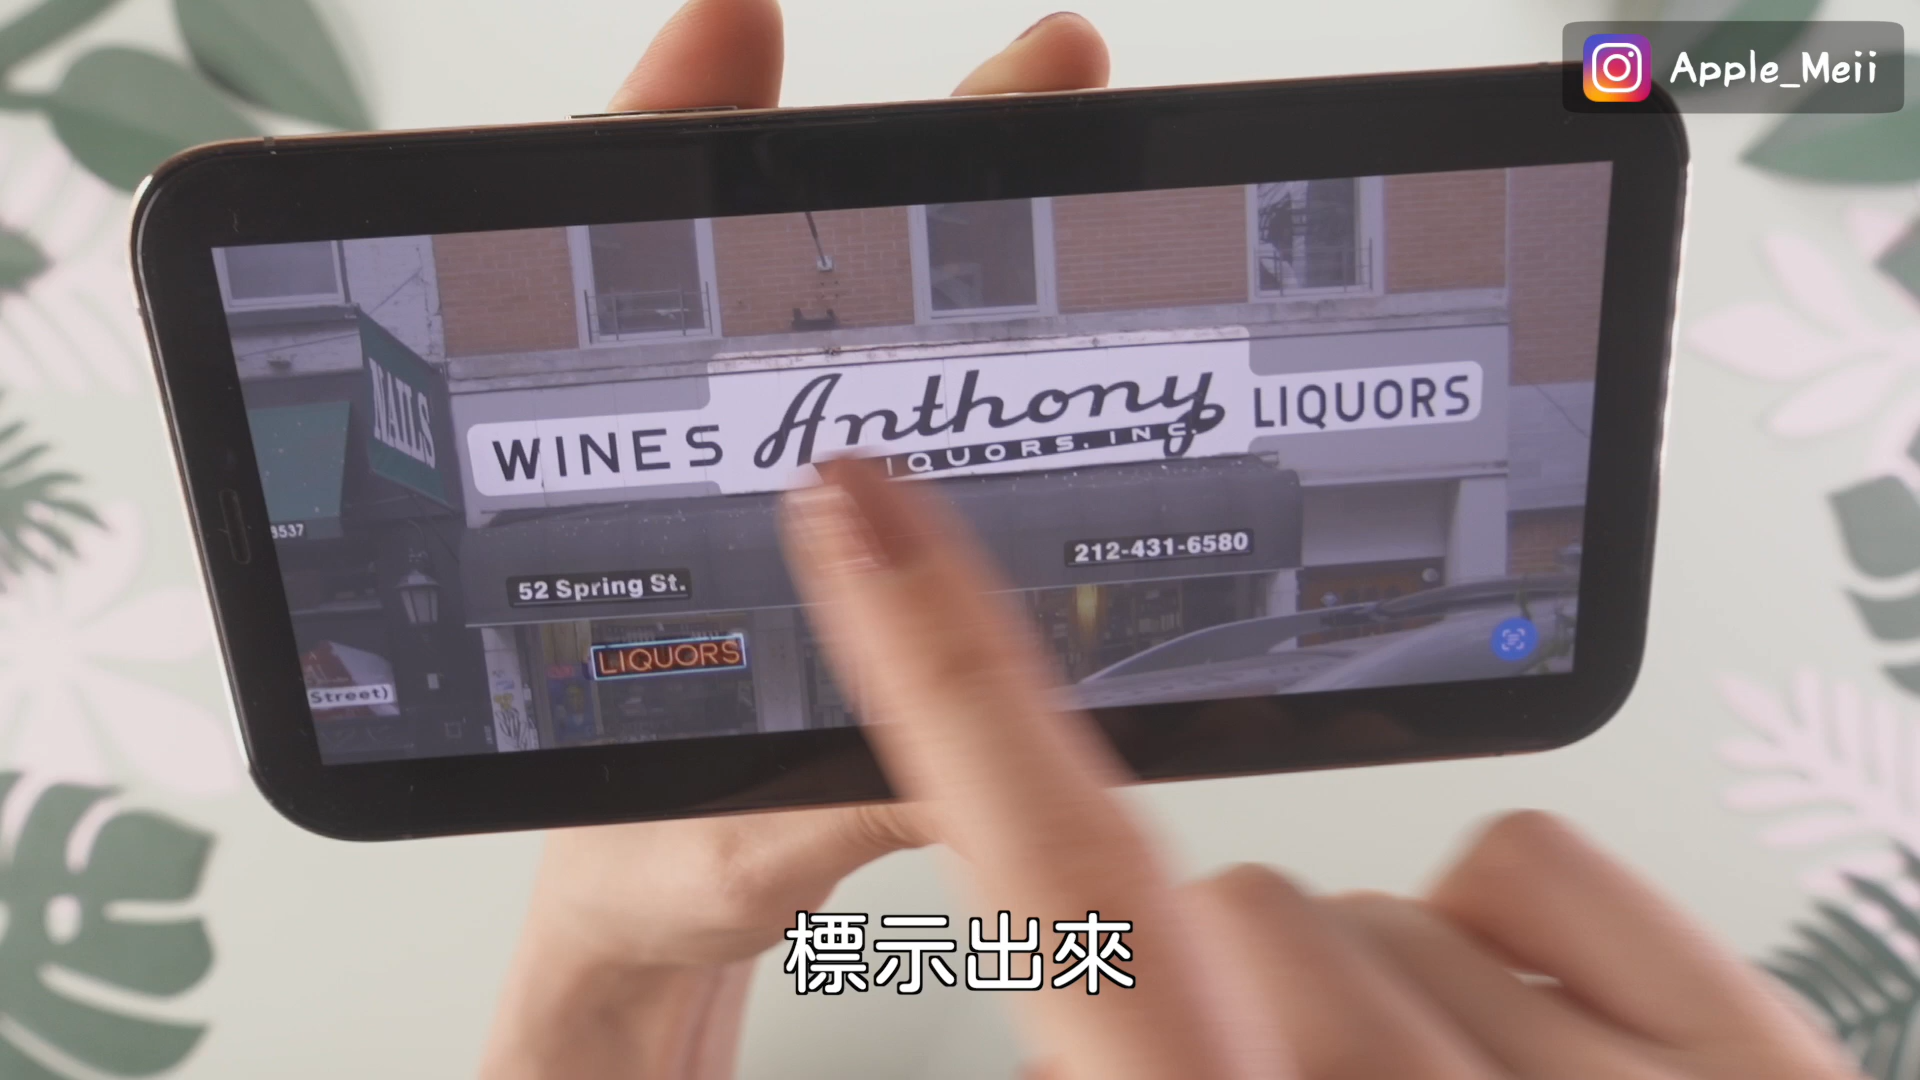 Apple_Meii
NAILS
WINES Anthony LIQUORS
IQUORS, INC.
3537
52 Spring St.
212-431-6580
LIQUORS
Street)
標示出來